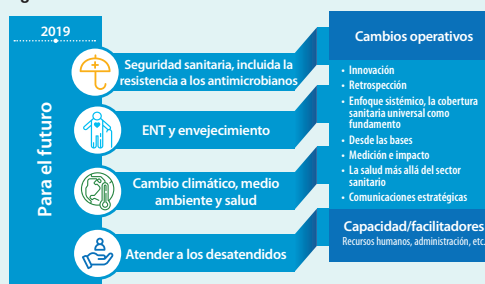 2019
Para el futuro
Seguridad sanitaria, incluida la
resistencia a los antimicrobianos
ENT y envejecimiento
Cambio climático, medio
ambiente y salud
Atender a los desatendidos
Cambios operativos
• Innovación
• Retrospección
• Enfoque sistémico, la cobertura
sanitaria universal como
fundamento
• Desde las bases
• Medición e impacto
• La salud más allá del sector
sanitario
• Comunicaciones estratégicas
Capacidad/facilitadores
Recursos humanos, administración, etc.